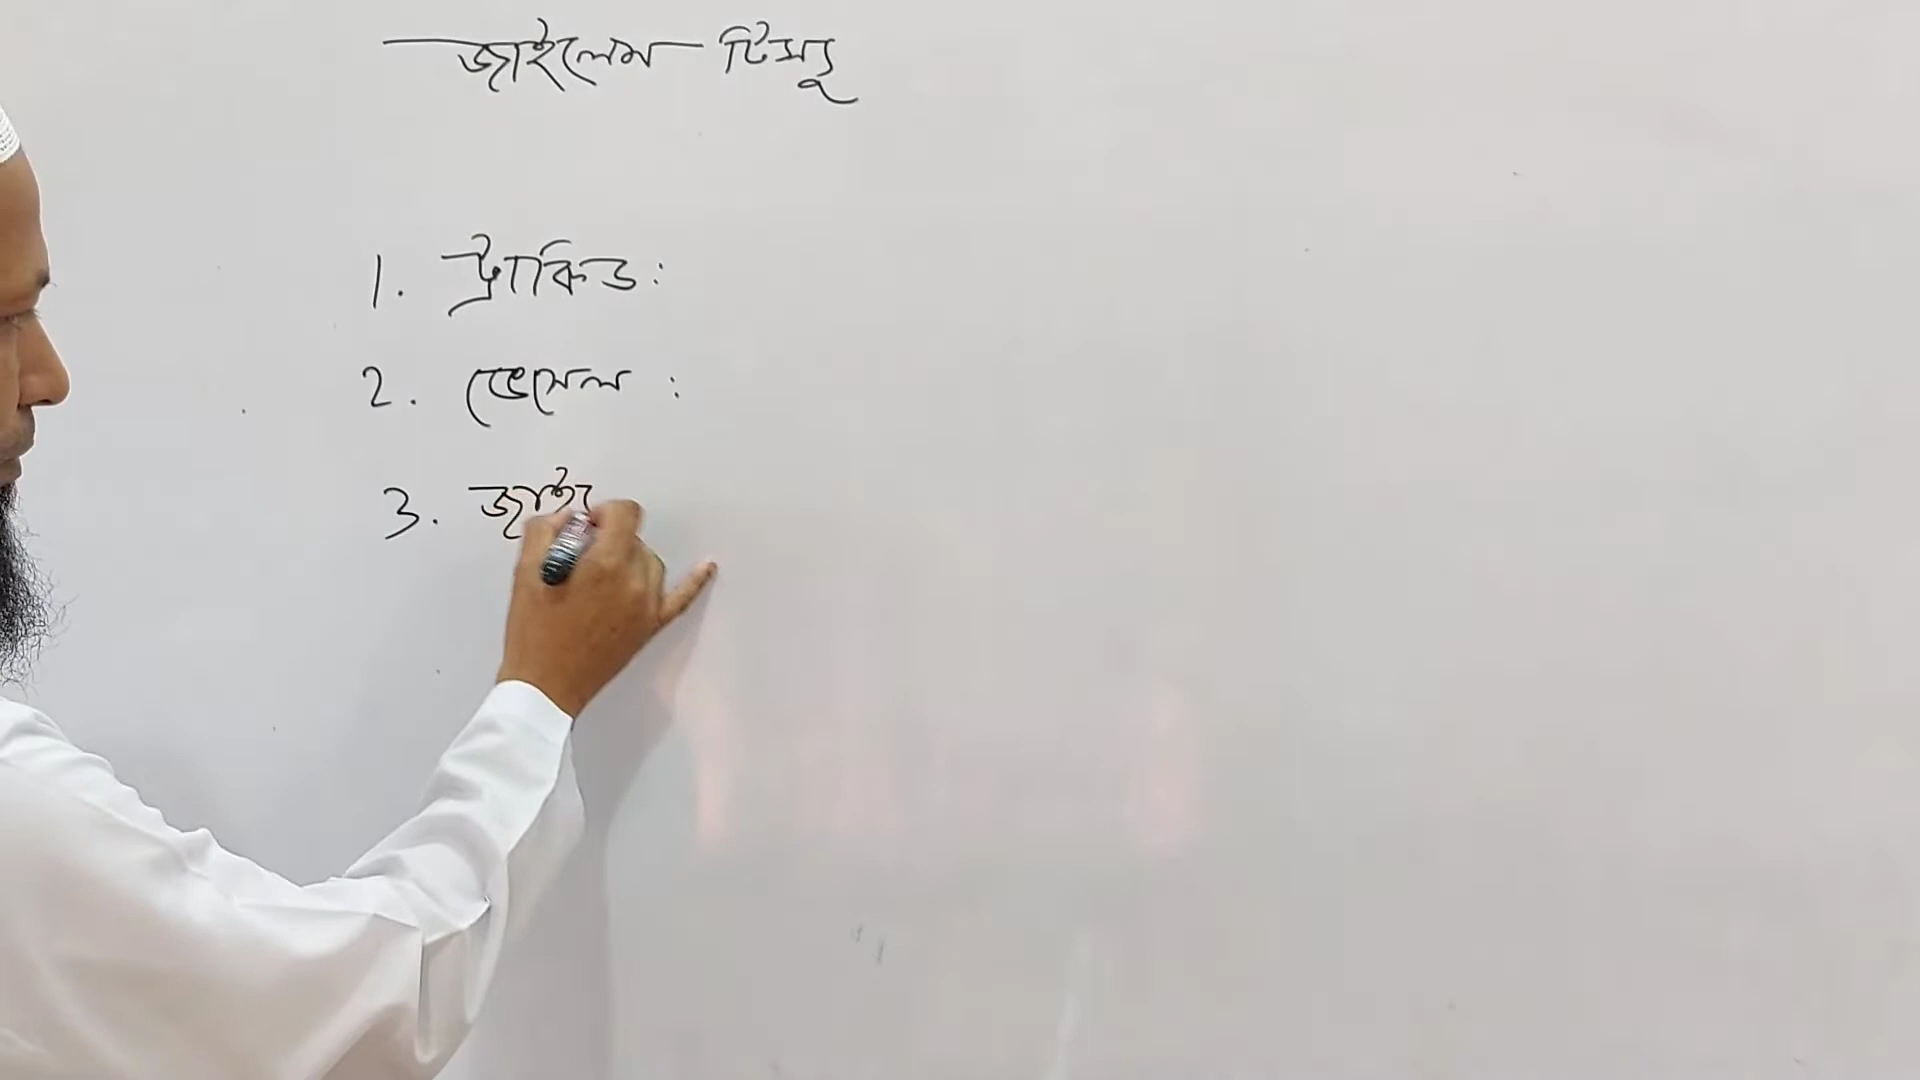 জাইলেম টিস্যু
1. ট্রাকিড :
2. ভেসেল :
3. জাই